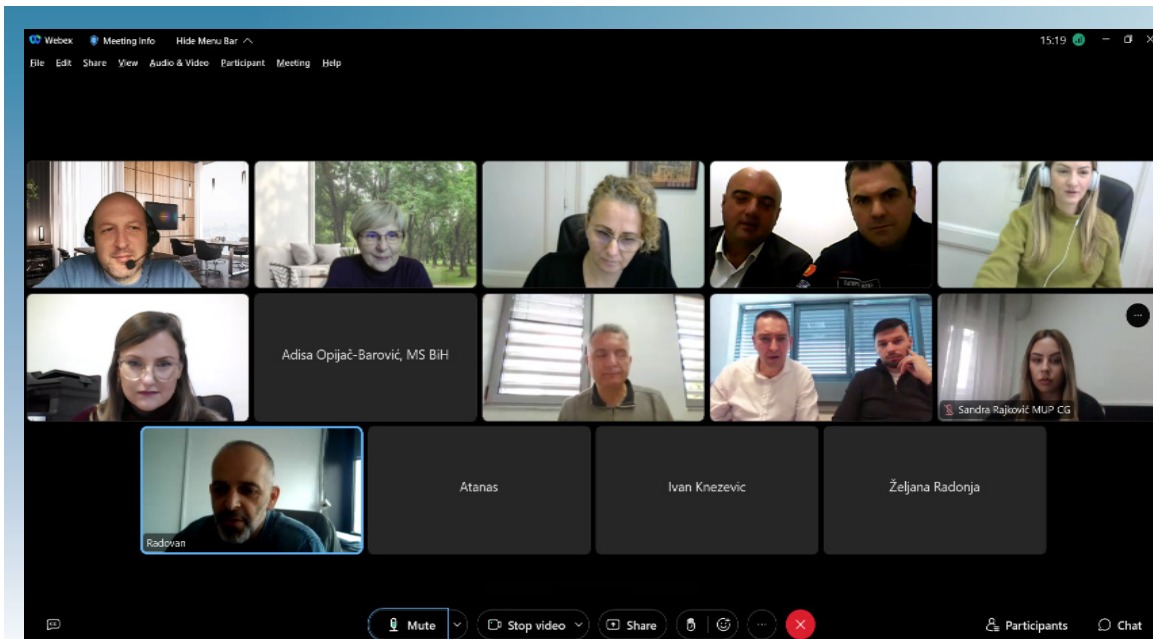 Webex Meeting Info Hide Menu Bar 15:19
File Edit Share View Audio & Video Participant Meeting Help
Adisa Opijač-Barović, MS BiH
Sandra Rajković MUP CG
Radovan
Atanas
Ivan Knezevic
Željana Radonja
Mute Stop video Share Participants Chat